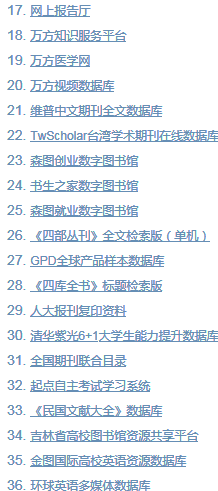 17. 网上报告厅
18. 万方知识服务平台
19. 万方医学网
20. 万方视频数据库
21. 维普中文期刊全文数据库
22. TwScholar台湾学术期刊在线数据库
23. 森图创业数字图书馆
24. 书生之家数字图书馆
25. 森图就业数字图书馆
26. 《四部丛刊》全文检索版（单机）
27. GPD全球产品样本数据库
28. 《四库全书》标题检索版
29. 人大报刊复印资料
30. 清华紫光6+1大学生能力提升数据库
31. 全国期刊联合目录
32. 起点自主考试学习系统
33. 《民国文献大全》数据库
34. 吉林省高校图书馆资源共享平台
35. 金图国际高校英语资源数据库
36. 环球英语多媒体数据库